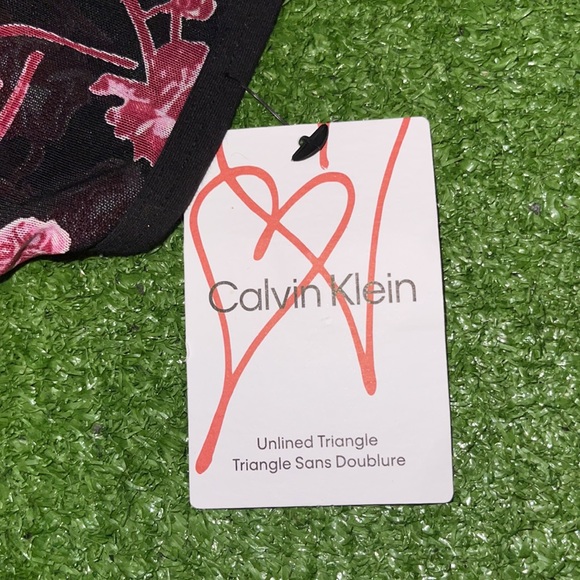 Calvin Klein
Unlined Triangle
Triangle Sans Doublure